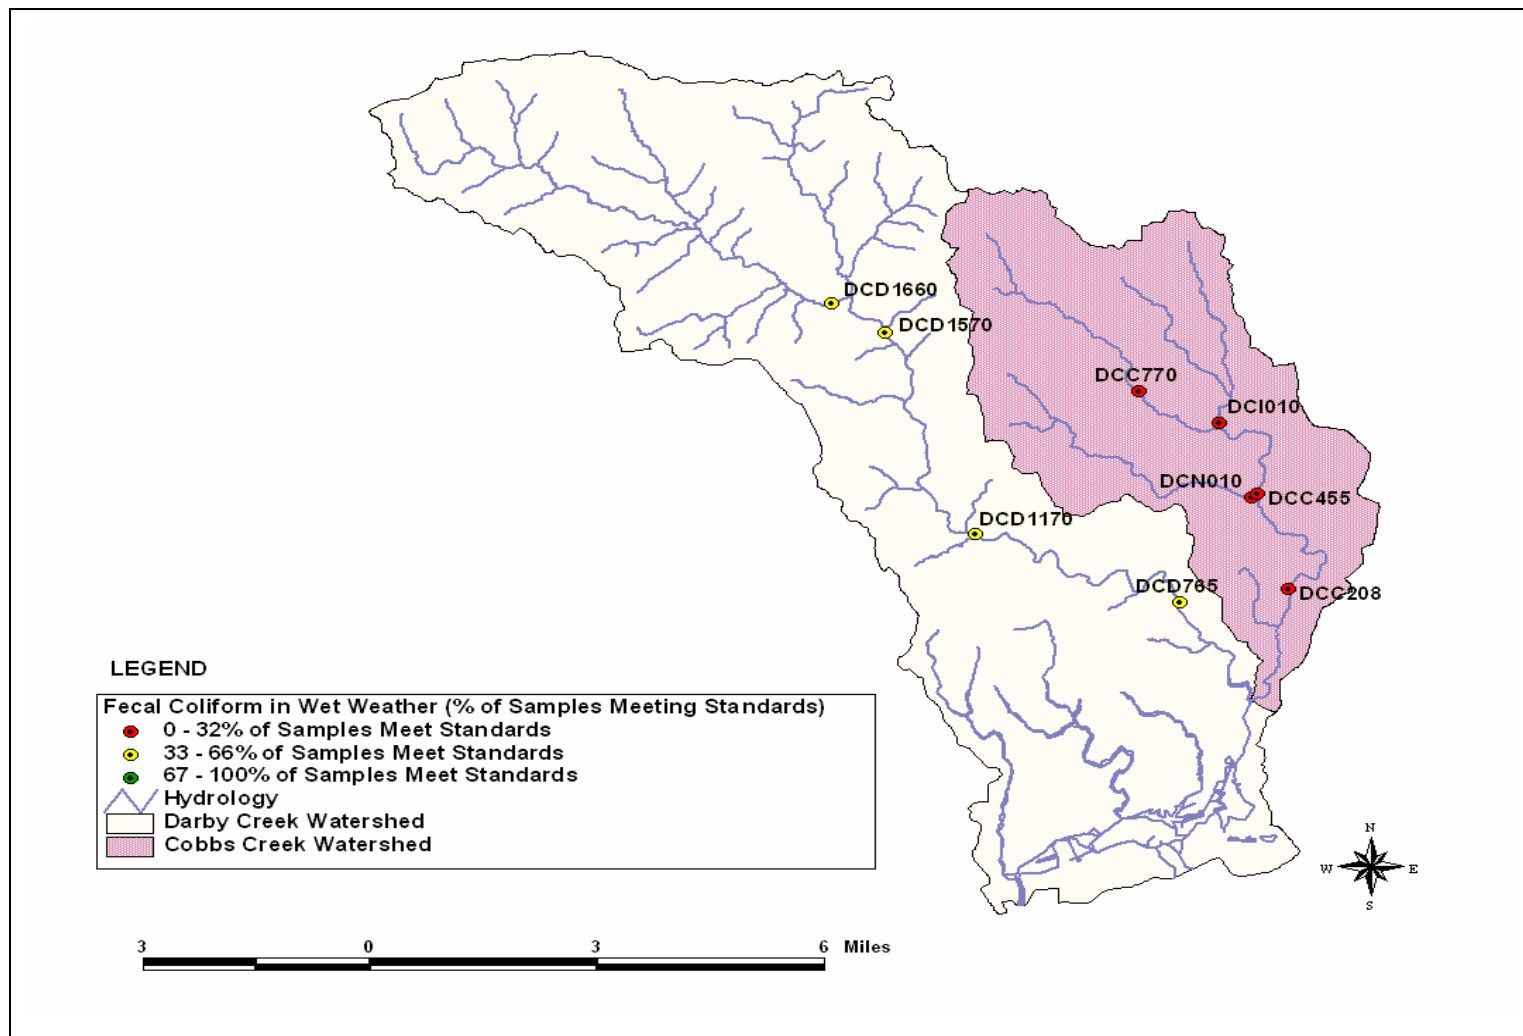 DCD1660
DCD1570
DCC770
DCI010
DCN010
DCC455
DCD1170
DCD765
DCC208
LEGEND
Fecal Coliform in Wet Weather (% of Samples Meeting Standards)
0 - 32% of Samples Meet Standards
33 - 66% of Samples Meet Standards
67 - 100% of Samples Meet Standards
Hydrology
Darby Creek Watershed
Cobbs Creek Watershed
N
W E
S
3 0 3 6 Miles